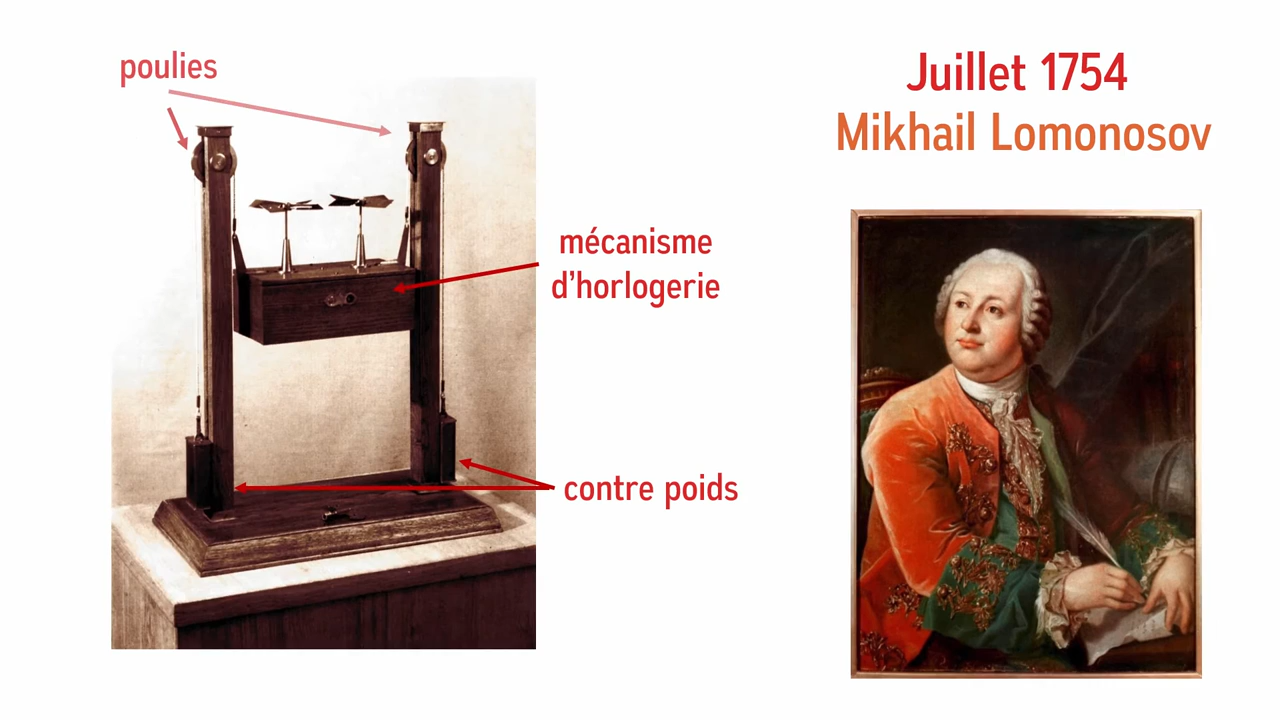 poulies
Juillet 1754
Mikhail Lomonosov
mécanisme
d'horlogerie
contre poids